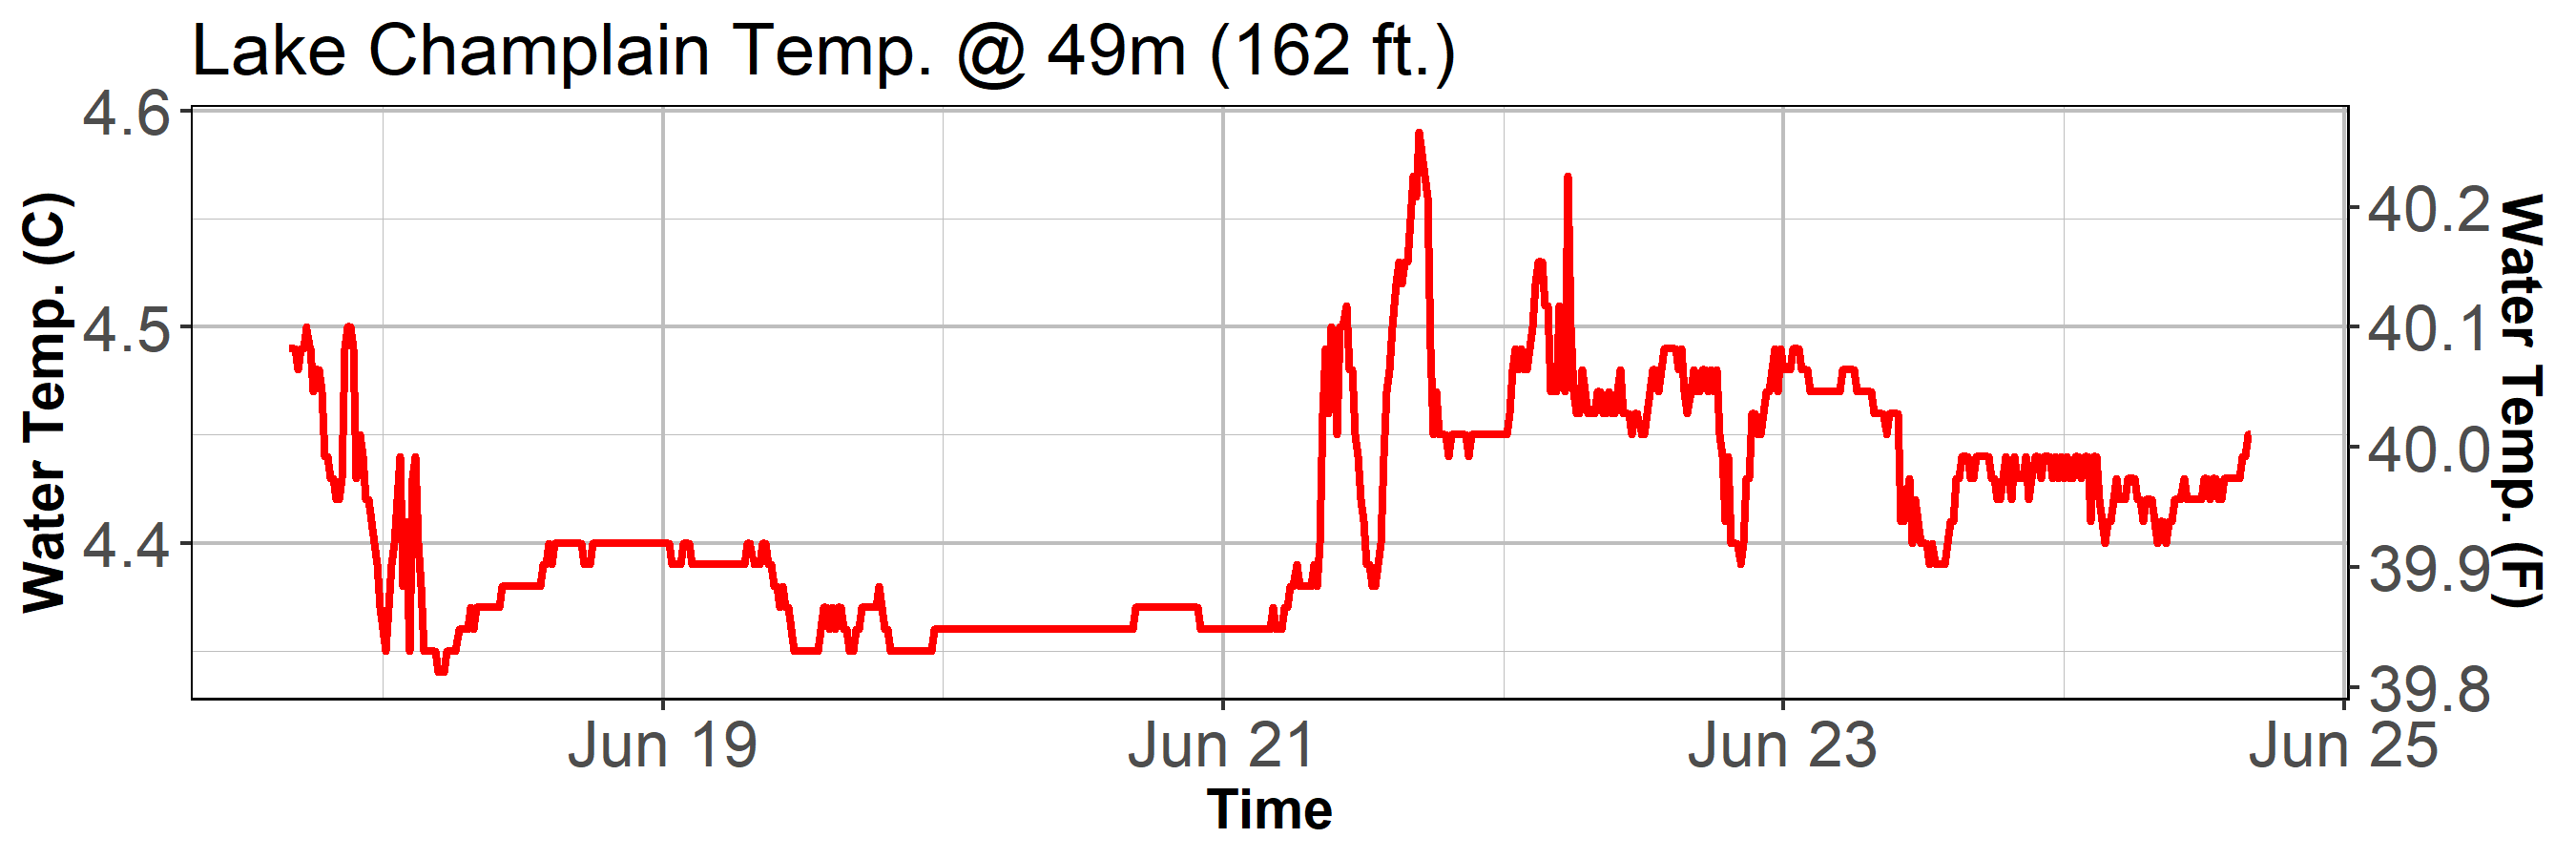 Lake Champlain Temp. @ 49m (162 ft.)
Water Temp. (C)
4.6
4.5
4.4
40.2
40.1
40.0
39.9
39.8
Water Temp. (F)
Jun 19 Jun 21 Jun 23 Jun 25
Time